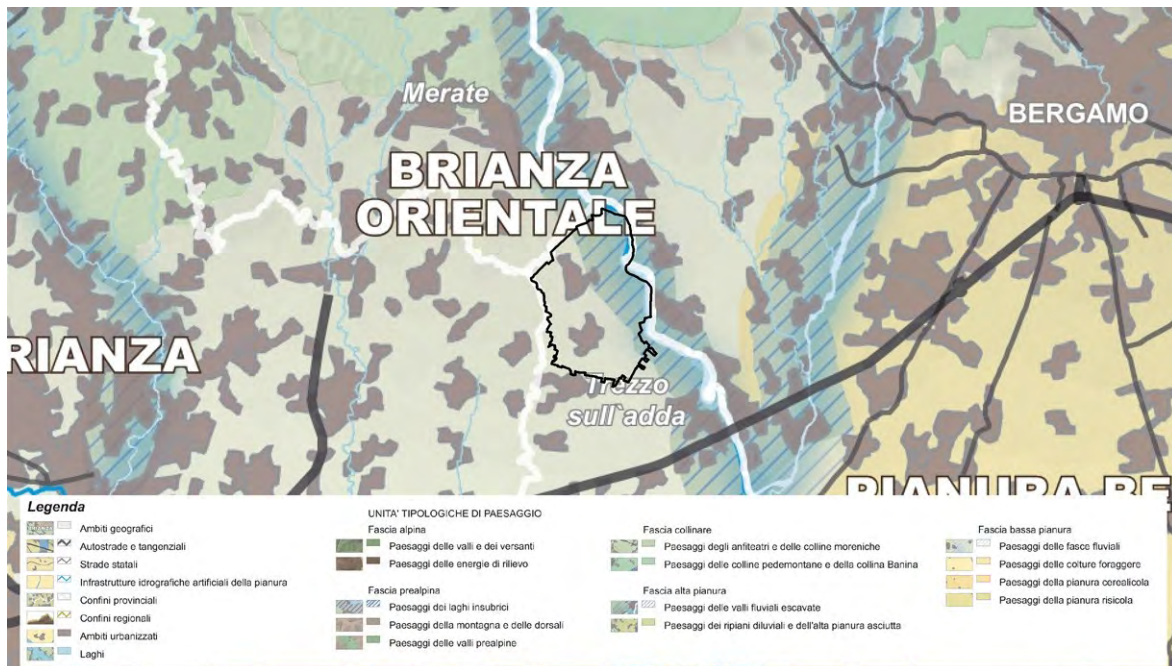 Merate
BERGAMO
BRIANZA
ORIENTALE
RIANZA
Trezzo
sull`adda
PIANURA BE
Legenda
Ambiti geografici
Autostrade e tangenziali
Strade statali
Infrastrutture idrografiche artificiali della pianura
Confini provinciali
Confini regionali
Ambiti urbanizzati
Laghi
UNITA' TIPOLOGICHE DI PAESAGGIO
Fascia alpina
Paesaggi delle valli e dei versanti
Paesaggi delle energie di rilievo
Fascia prealpina
Paesaggi dei laghi insubrici
Paesaggi della montagna e delle dorsali
Paesaggi delle valli prealpine
Fascia collinare
Paesaggi degli anfiteatri e delle colline moreniche
Paesaggi delle colline pedemontane e della collina Banina
Fascia alta pianura
Paesaggi delle valli fluviali escavate
Paesaggi dei ripiani diluviali e dell'alta pianura asciutta
Fascia bassa pianura
Paesaggi delle fasce fluviali
Paesaggi delle colture foraggere
Paesaggi della pianura cerealicola
Paesaggi della pianura risicola